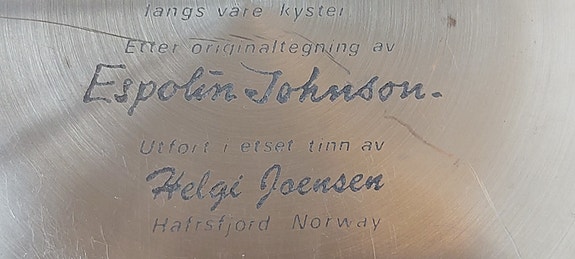 langs våre kyster
Etter originaltegning av
Espolin Johnson.
Utført i etset tinn av
Helgi Joensen
Hafrsfjord Norway